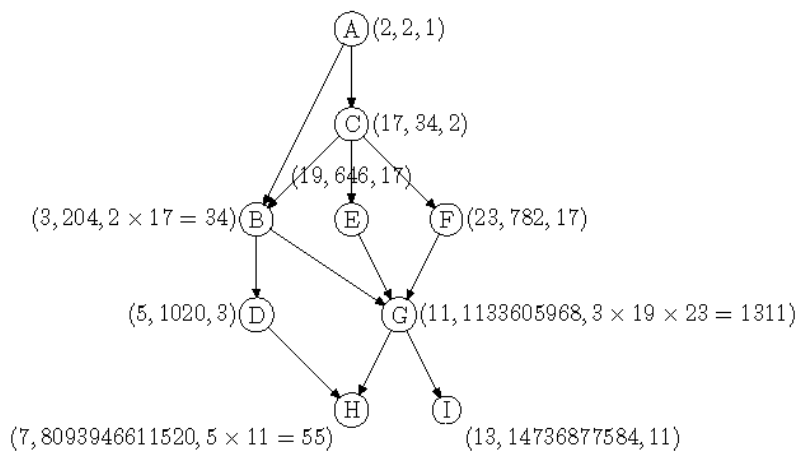 A (2, 2, 1)
C (17, 34, 2)
(19, 646, 17)
(3, 204, 2 × 17 = 34) B E F (23, 782, 17)
(5, 1020, 3) D G (11, 1133605968, 3 × 19 × 23 = 1311)
H I
(7, 8093946611520, 5 × 11 = 55) (13, 14736877584, 11)